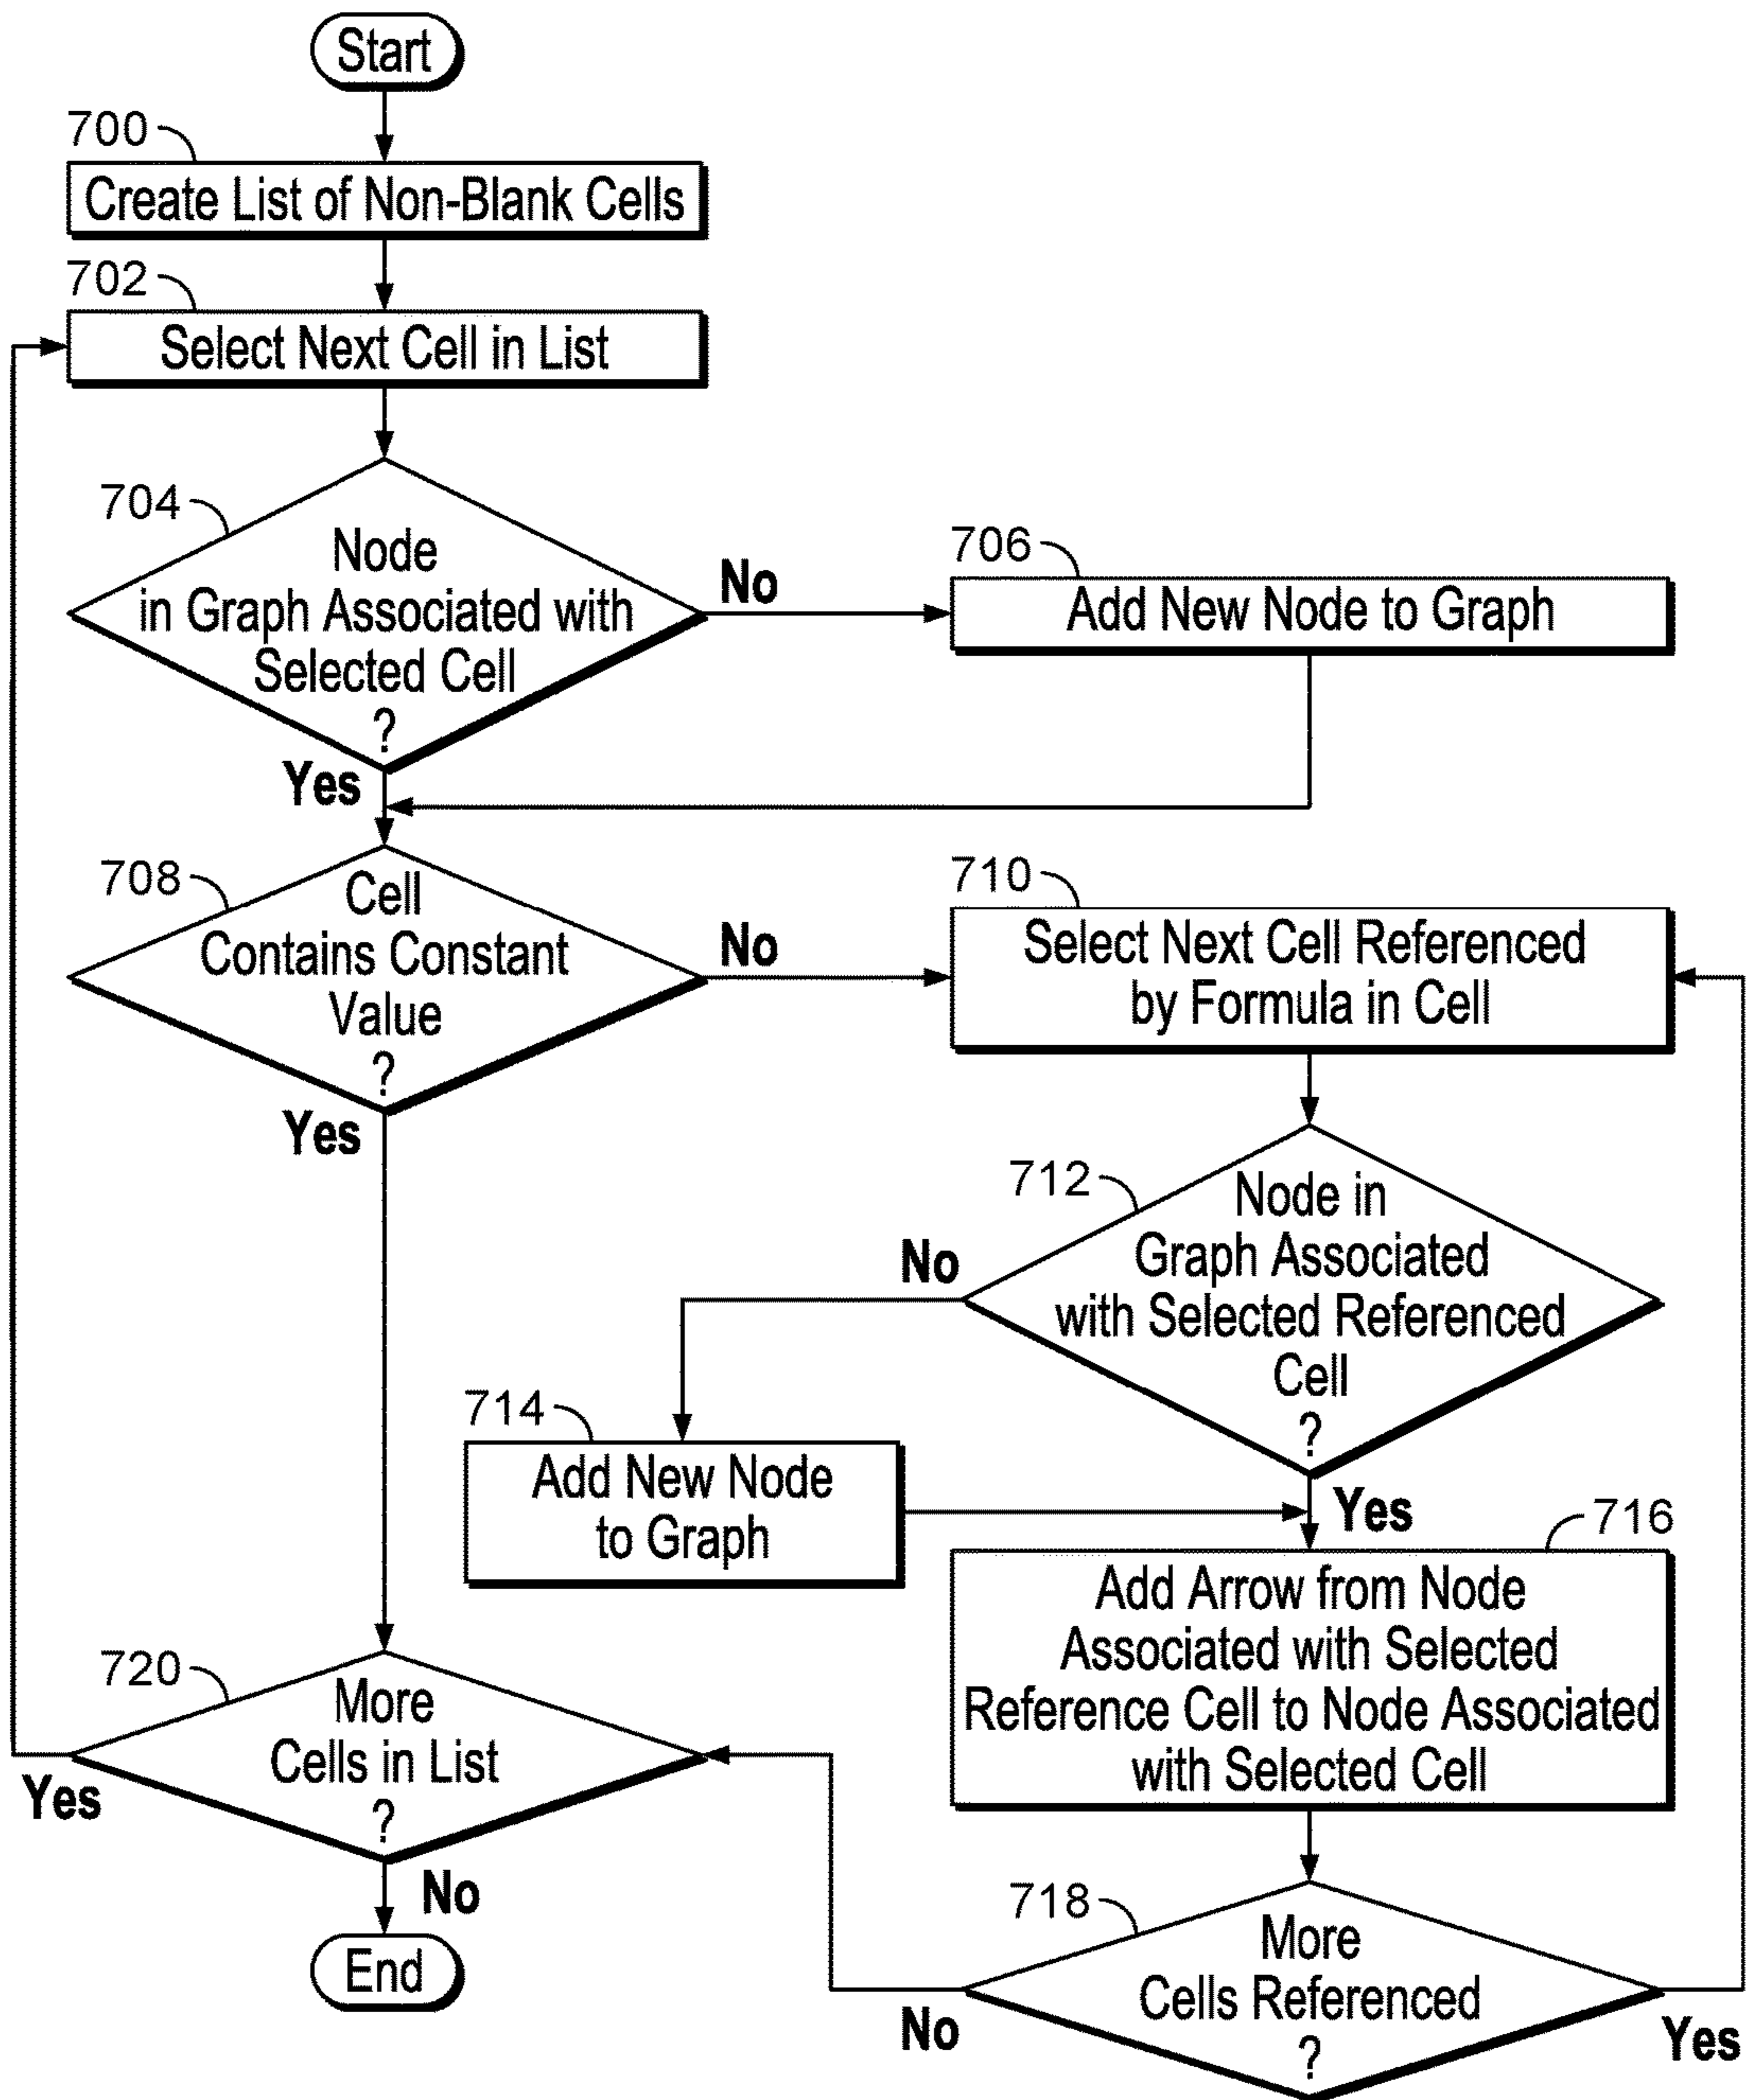 Start
700
Create List of Non-Blank Cells
702
Select Next Cell in List
704
Node
in Graph Associated with
Selected Cell
?
No
Yes
706
Add New Node to Graph
708
Cell
Contains Constant
Value
?
No
Yes
710
Select Next Cell Referenced
by Formula in Cell
712
Node in
Graph Associated
with Selected Referenced
Cell
?
No
Yes
714
Add New Node
to Graph
716
Add Arrow from Node
Associated with Selected
Reference Cell to Node Associated
with Selected Cell
718
More
Cells Referenced
?
No
Yes
720
More
Cells in List
?
Yes
No
End